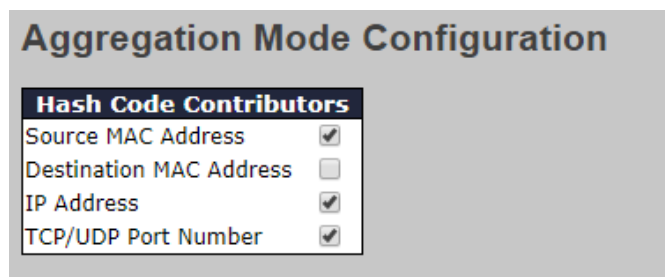 Aggregation Mode Configuration
Hash Code Contributors
Source MAC Address
Destination MAC Address
IP Address
TCP/UDP Port Number